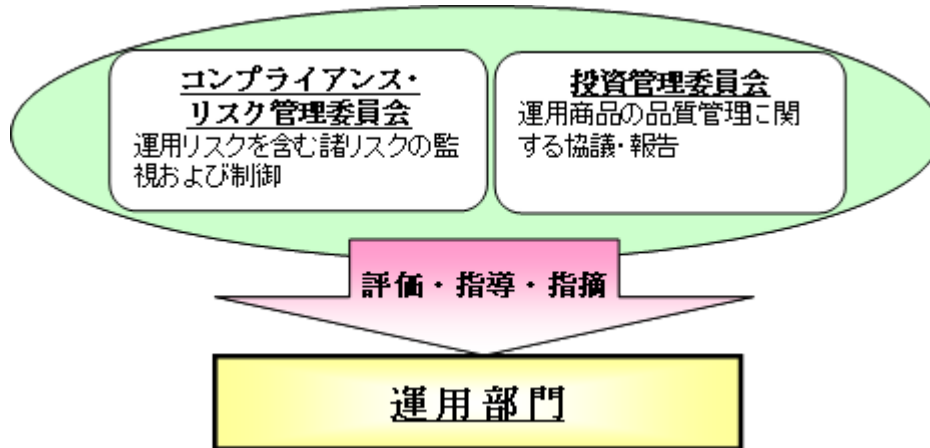 コンプライアンス・
リスク管理委員会
運用リスクを含む諸リスクの監
視および制御
投資管理委員会
運用商品の品質管理に関
する協議・報告
評価・指導・指摘
運用部門